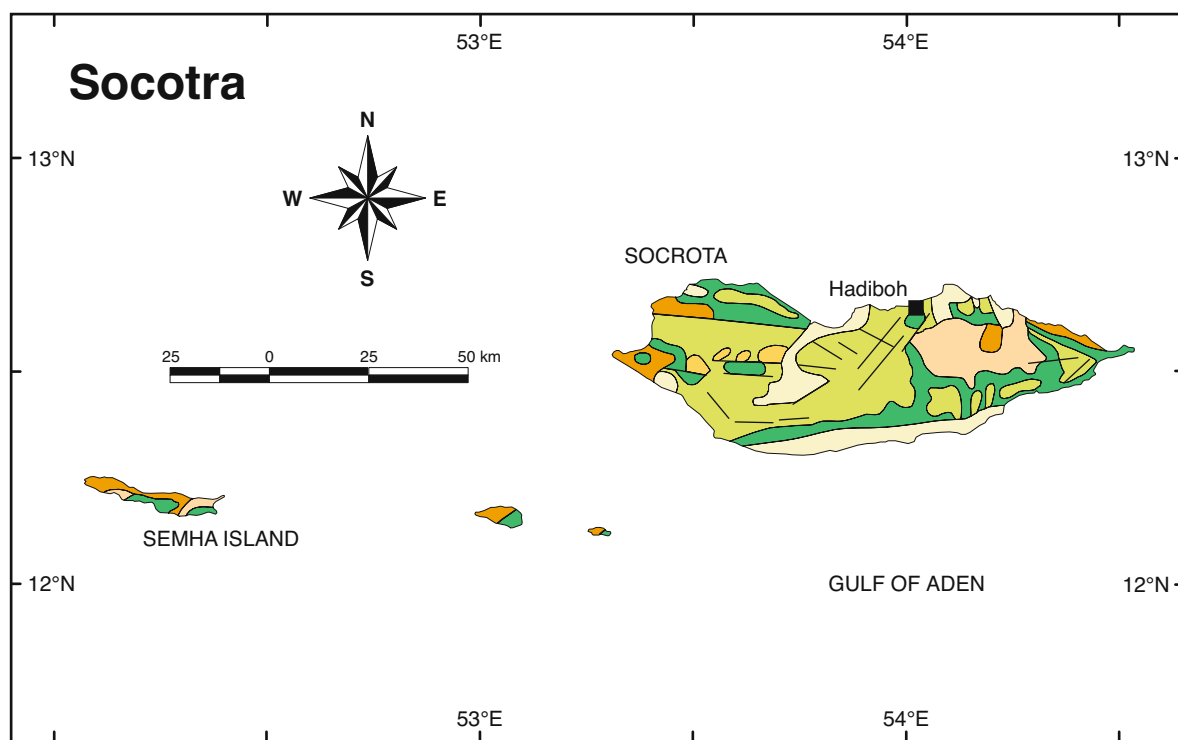 53°E
54°E
Socotra
N
13°N
13°N
W
E
SOCROTA
S
Hadiboh
25
0
25
50 km
SEMHA ISLAND
12°N
GULF OF ADEN
12°N
53°E
54°E